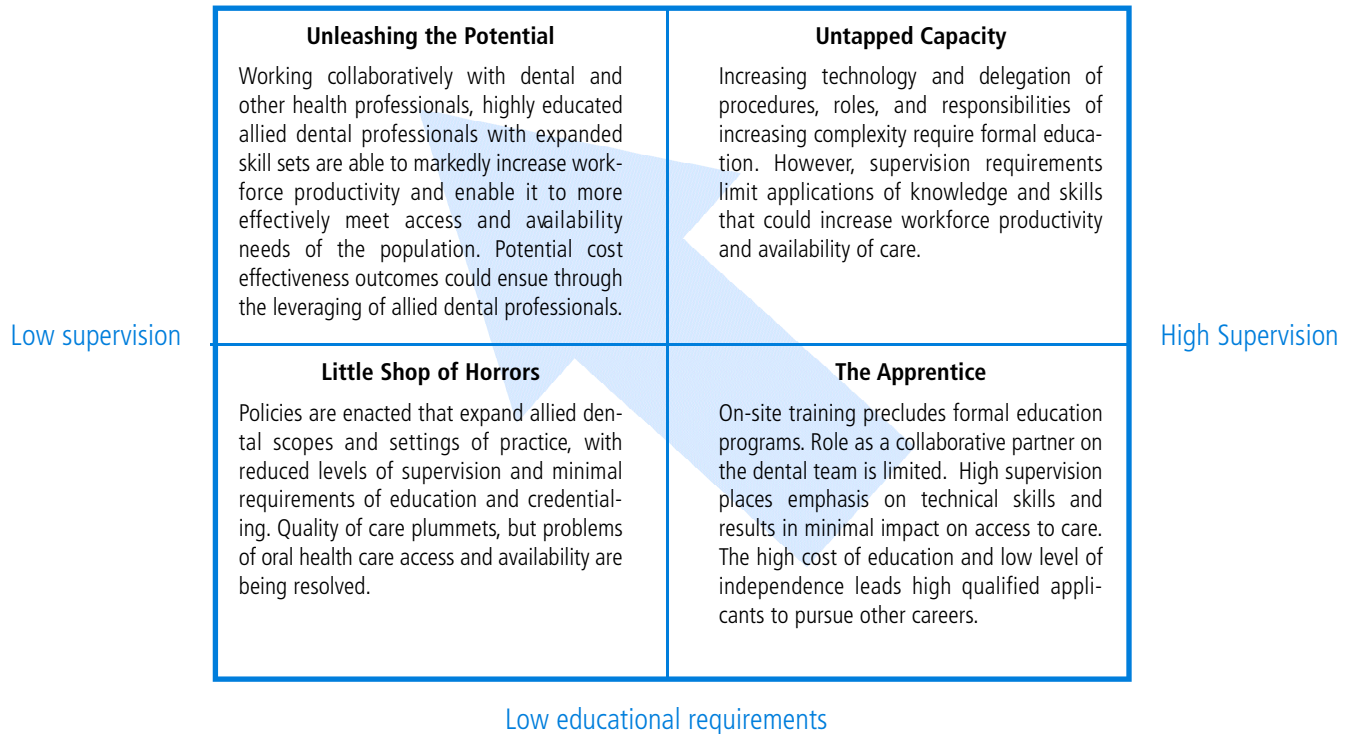 Unleashing the Potential
Working collaboratively with dental and
other health professionals, highly educated
allied dental professionals with expanded
skill sets are able to markedly increase work-
force productivity and enable it to more
effectively meet access and availability
needs of the population. Potential cost
effectiveness outcomes could ensue through
the leveraging of allied dental professionals.
Untapped Capacity
Increasing technology and delegation of
procedures, roles, and responsibilities of
increasing complexity require formal educa-
tion. However, supervision requirements
limit applications of knowledge and skills
that could increase workforce productivity
and availability of care.
Low supervision
High Supervision
Little Shop of Horrors
Policies are enacted that expand allied den-
tal scopes and settings of practice, with
reduced levels of supervision and minimal
requirements of education and credential-
ing. Quality of care plummets, but problems
of oral health care access and availability are
being resolved.
The Apprentice
On-site training precludes formal education
programs. Role as a collaborative partner on
the dental team is limited. High supervision
places emphasis on technical skills and
results in minimal impact on access to care.
The high cost of education and low level of
independence leads high qualified appli-
cants to pursue other careers.
Low educational requirements